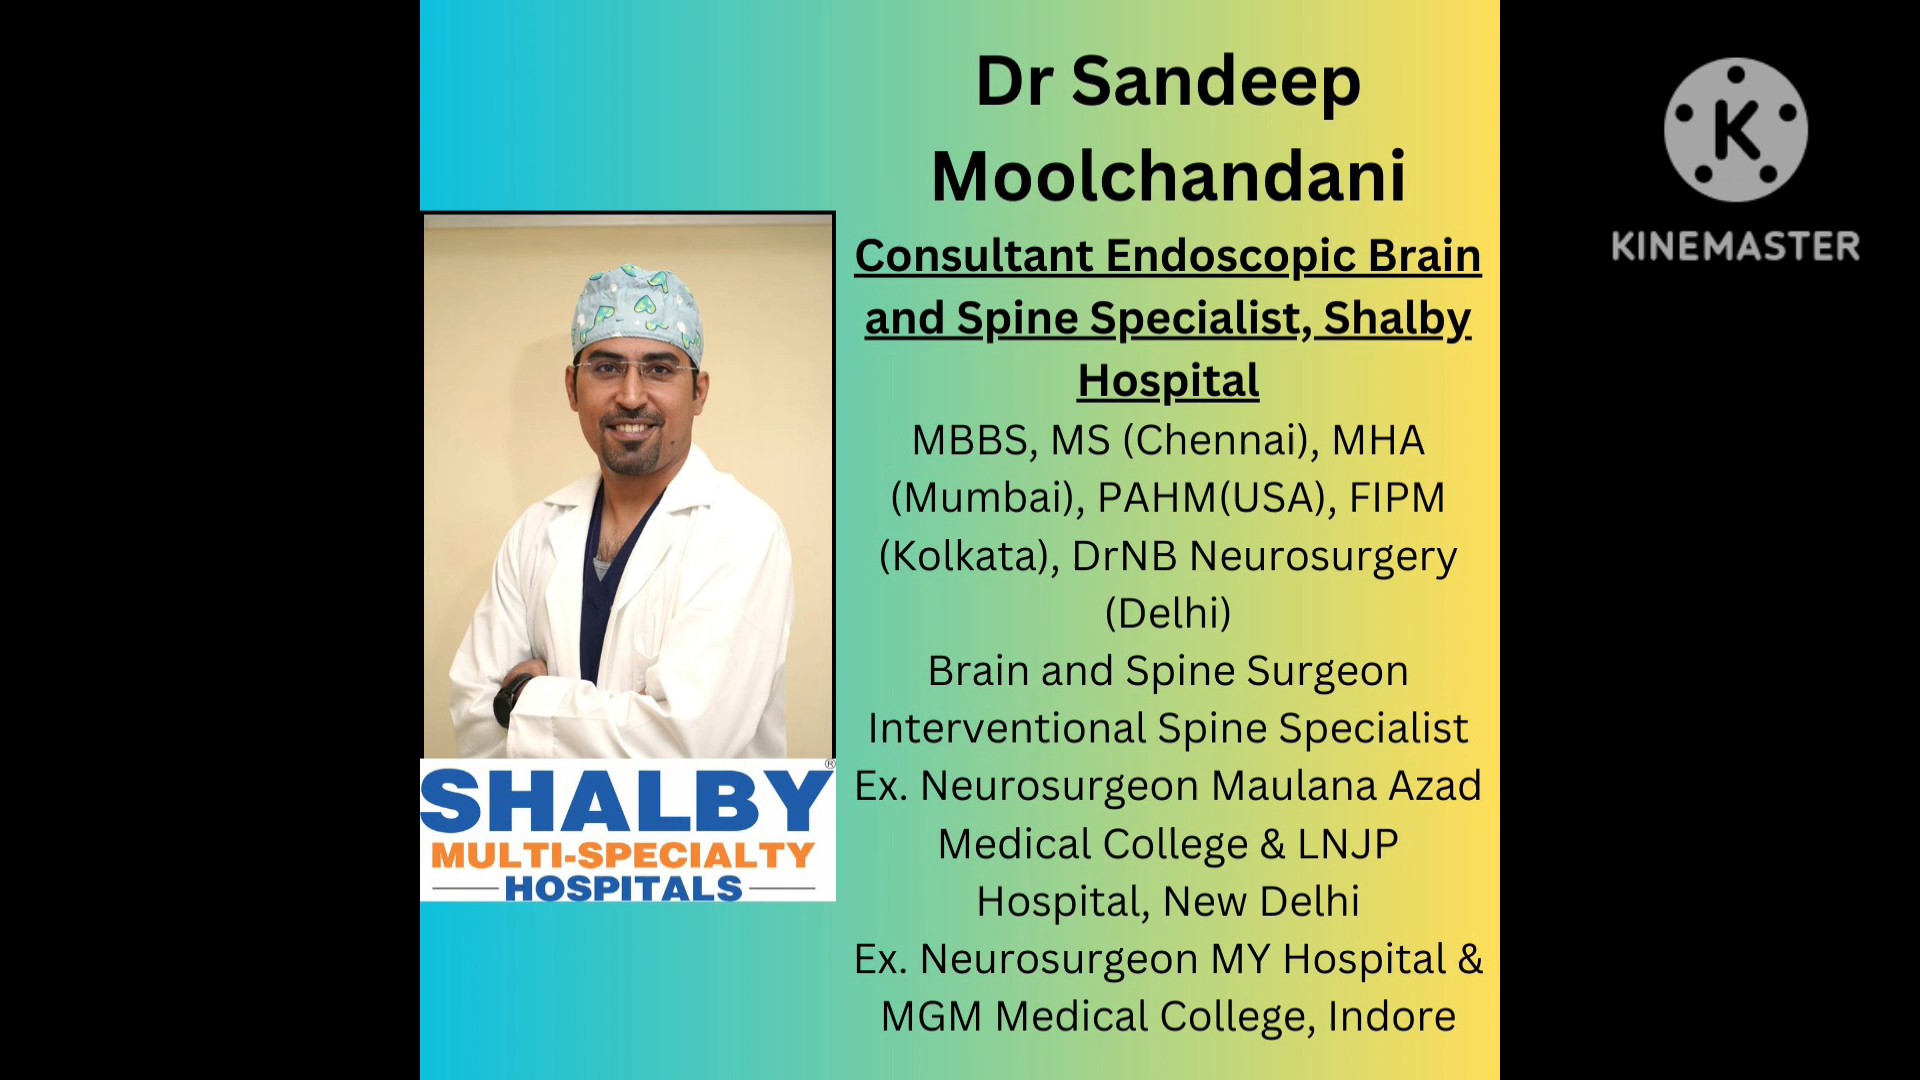 Dr Sandeep
Moolchandani
Consultant Endoscopic Brain
and Spine Specialist, Shalby
Hospital
MBBS, MS (Chennai), MHA
(Mumbai), PAHM(USA), FIPM
(Kolkata), DrNB Neurosurgery
(Delhi)
Brain and Spine Surgeon
Interventional Spine Specialist
Ex. Neurosurgeon Maulana Azad
Medical College & LNJP
Hospital, New Delhi
Ex. Neurosurgeon MY Hospital &
MGM Medical College, Indore
SHALBY®
MULTI-SPECIALTY
HOSPITALS
K
KINEMASTER